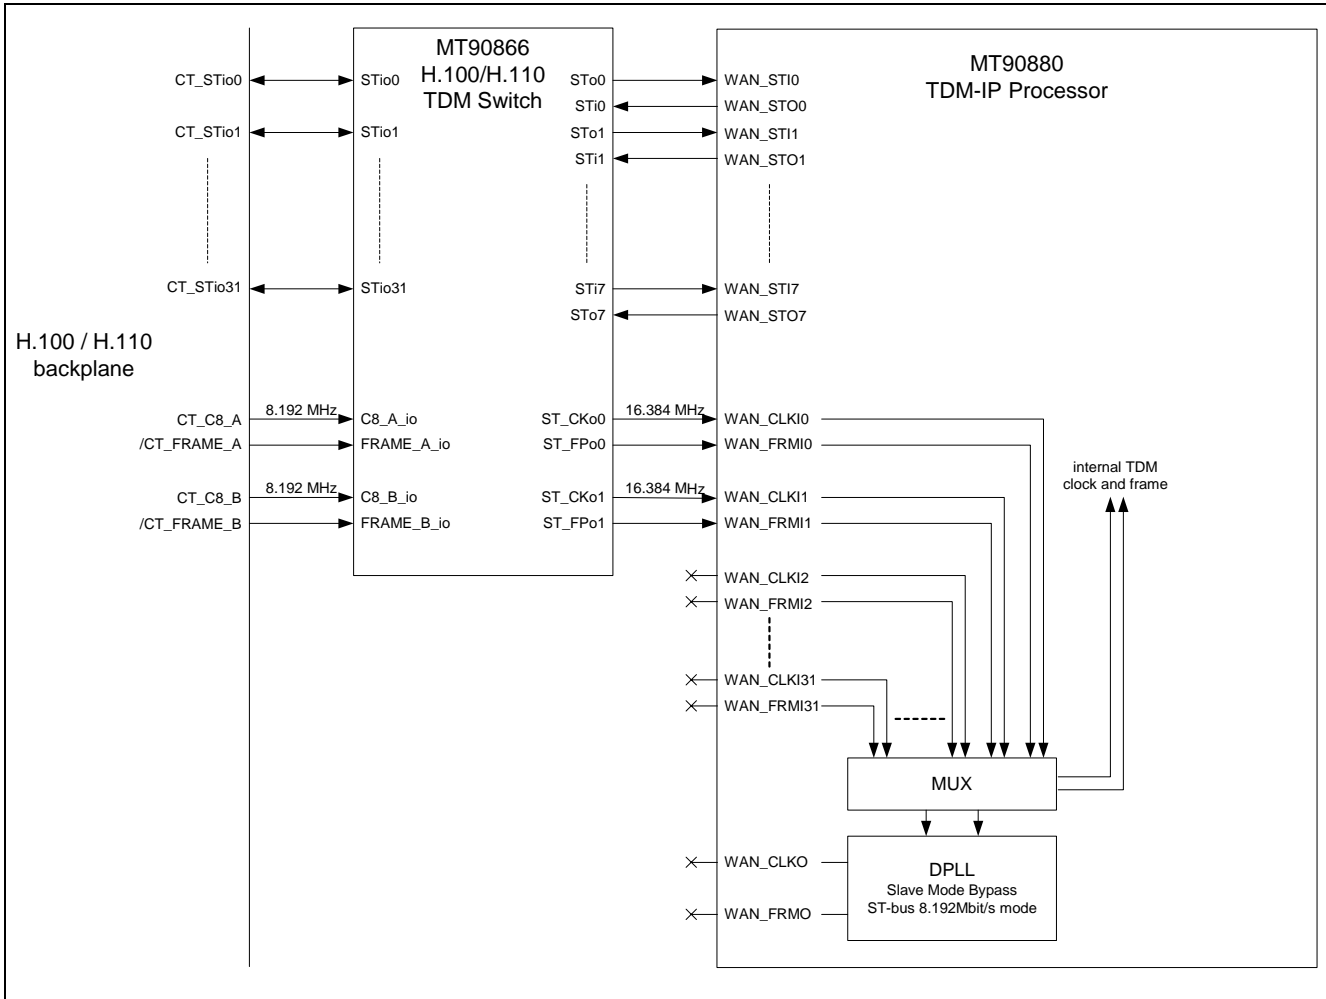 MT90866
H.100/H.110
TDM Switch
MT90880
TDM-IP Processor
CT_STio0
STio0
STo0
WAN_STI0
STi0
WAN_STO0
CT_STio1
STio1
STo1
WAN_STI1
STi1
WAN_STO1
CT_STio31
STio31
STi7
WAN_STI7
STo7
WAN_STO7
H.100 / H.110
backplane
CT_C8_A
8.192 MHz
C8_A_io
ST_CKo0
16.384 MHz
WAN_CLKI0
/CT_FRAME_A
FRAME_A_io
ST_FPo0
WAN_FRMI0
internal TDM
clock and frame
CT_C8_B
8.192 MHz
C8_B_io
ST_CKo1
16.384 MHz
WAN_CLKI1
/CT_FRAME_B
FRAME_B_io
ST_FPo1
WAN_FRMI1
WAN_CLKI2
WAN_FRMI2
WAN_CLKI31
WAN_FRMI31
MUX
WAN_CLKO
DPLL
Slave Mode Bypass
ST-bus 8.192Mbit/s mode
WAN_FRMO